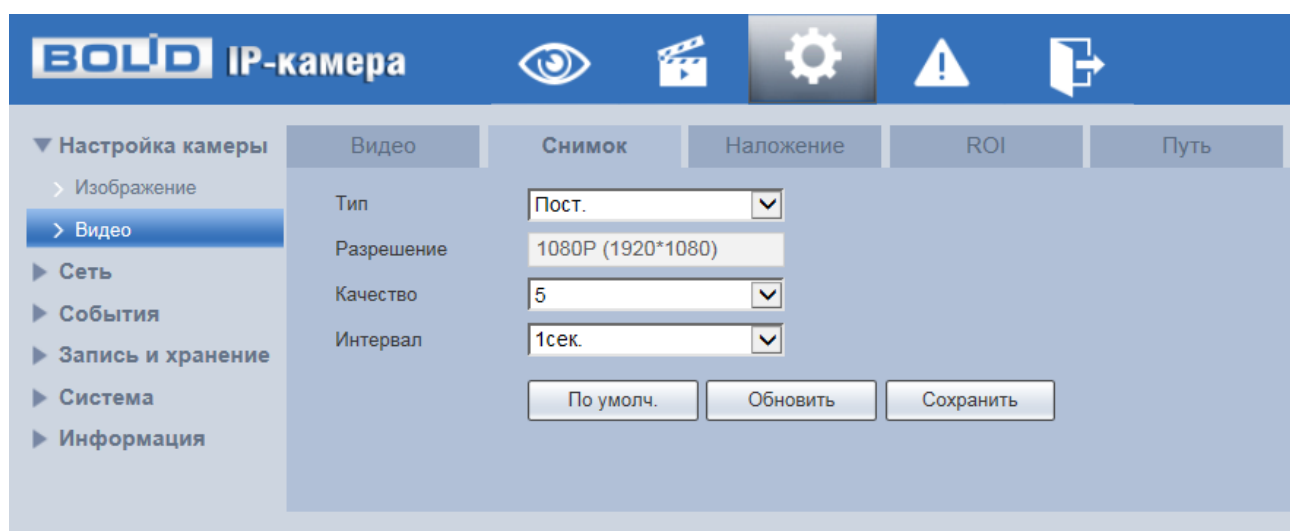 BOLID IP-камера
Настройка камеры
Изображение
Видео
Сеть
События
Запись и хранение
Система
Информация
Видео Снимок Наложение ROI Путь
Тип Пост.
Разрешение 1080P (1920*1080)
Качество 5
Интервал 1сек.
По умолч. Обновить Сохранить